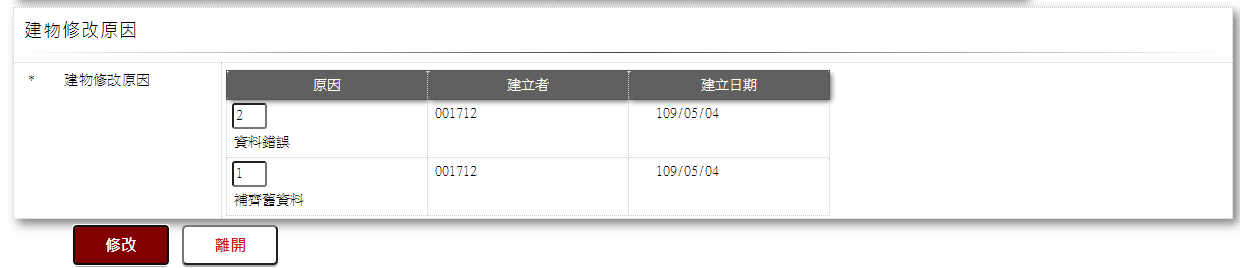 建物修改原因
* 建物修改原因
原因 建立者 建立日期
2 001712 109/05/04
資料錯誤
1 001712 109/05/04
補齊舊資料
修改 離開